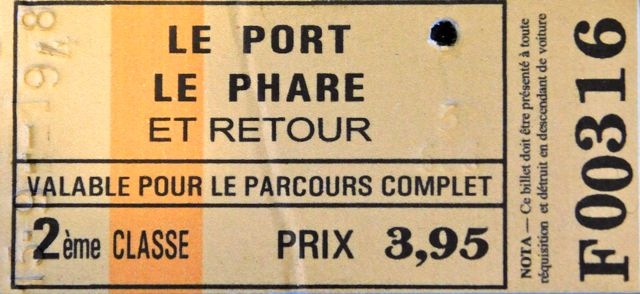 LE PORT
LE PHARE
ET RETOUR
VALABLE POUR LE PARCOURS COMPLET
2ème CLASSE PRIX 3,95
NOTA — Ce billet doit être présenté à toute
réquisition et détruit en descendant de voiture
F00316